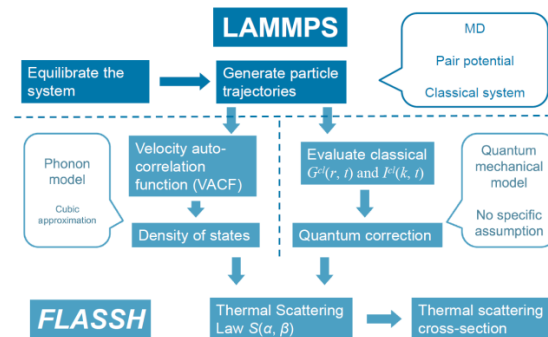 LAMMPS
MD
Pair potential
Classical system
Equilibrate the
system
Generate particle
trajectories
Phonon
model
Cubic
approximation
Velocity auto-
correlation
function (VACF)
Evaluate classical
G^cl(r, t) and I^cl(k, t)
Quantum
mechanical
model
No specific
assumption
Density of states
Quantum correction
FLASSH
Thermal Scattering
Law S(α, β)
Thermal scattering
cross-section